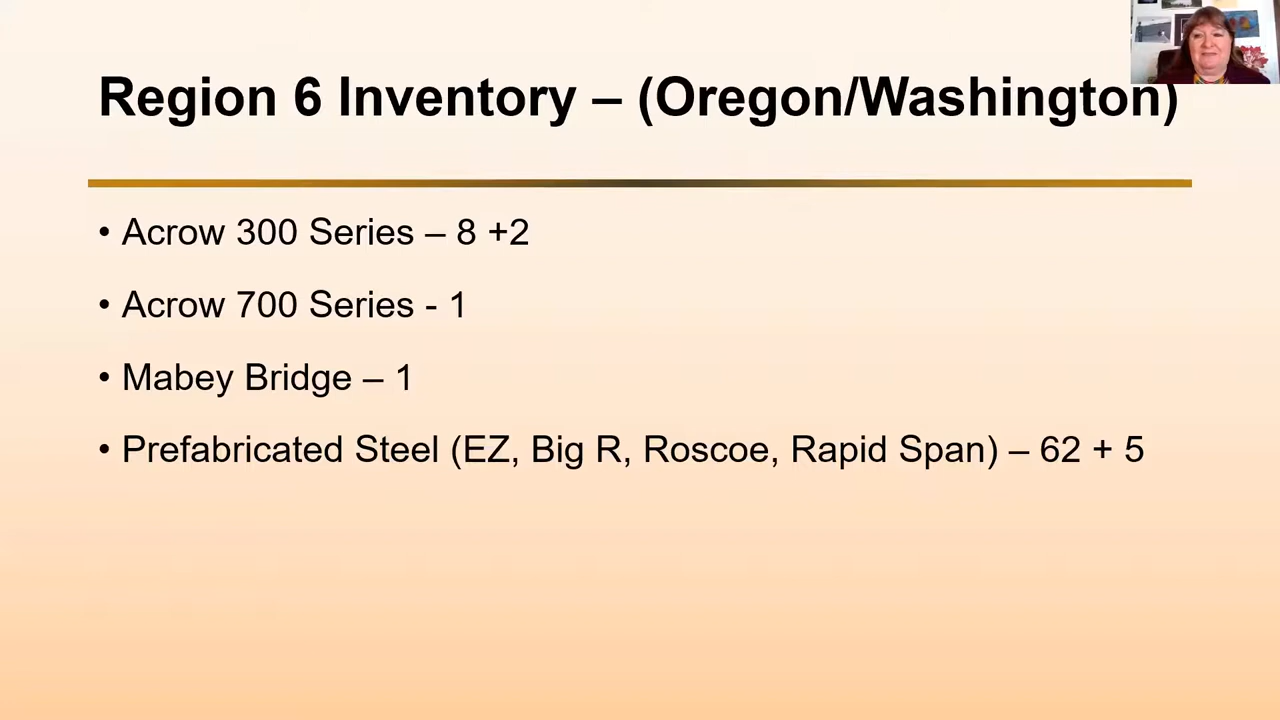 Region 6 Inventory – (Oregon/Washington)
• Acrow 300 Series – 8 +2
• Acrow 700 Series - 1
• Mabey Bridge – 1
• Prefabricated Steel (EZ, Big R, Roscoe, Rapid Span) – 62 + 5